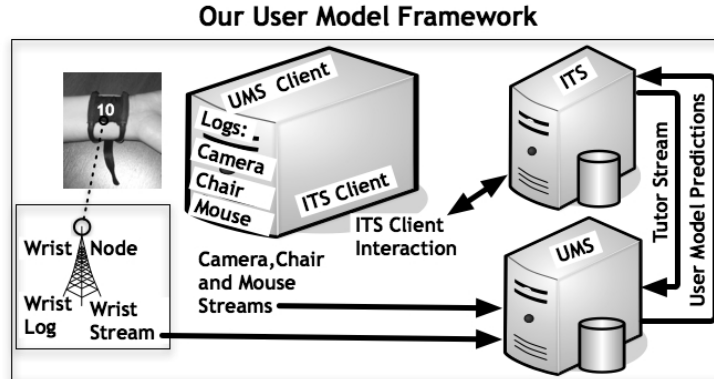 Our User Model Framework
10
UMS Client
Logs:
Camera
Chair
Mouse
ITS Client
ITS
Tutor Stream
User Model Predictions
ITS Client
Interaction
UMS
Wrist Node
Wrist
Log
Wrist
Stream
Camera,Chair
and Mouse
Streams